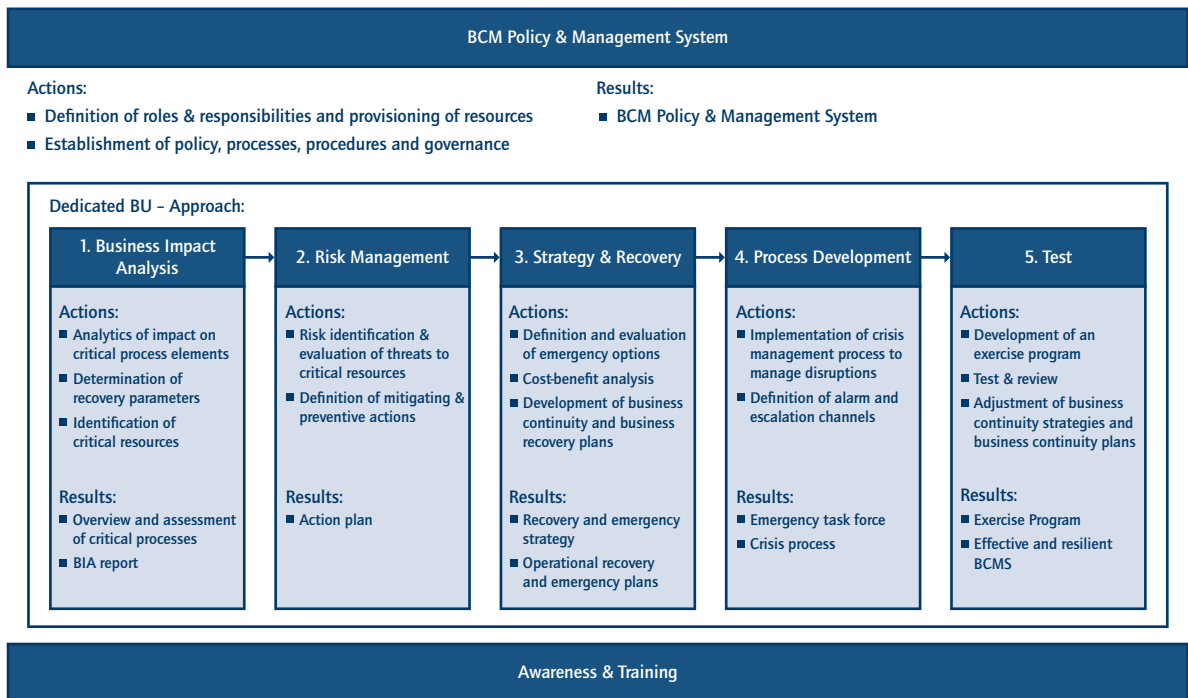 BCM Policy & Management System
Actions:
■ Definition of roles & responsibilities and provisioning of resources
■ Establishment of policy, processes, procedures and governance
Results:
■ BCM Policy & Management System
Dedicated BU – Approach:
1. Business Impact
Analysis
Actions:
■ Analytics of impact on
critical process elements
■ Determination of
recovery parameters
■ Identification of
critical resources
Results:
■ Overview and assessment
of critical processes
■ BIA report
2. Risk Management
Actions:
■ Risk identification &
evaluation of threats to
critical resources
■ Definition of mitigating &
preventive actions
Results:
■ Action plan
3. Strategy & Recovery
Actions:
■ Definition and evaluation
of emergency options
■ Cost-benefit analysis
■ Development of business
continuity and business
recovery plans
Results:
■ Recovery and emergency
strategy
■ Operational recovery
and emergency plans
4. Process Development
Actions:
■ Implementation of crisis
management process to
manage disruptions
■ Definition of alarm and
escalation channels
Results:
■ Emergency task force
■ Crisis process
5. Test
Actions:
■ Development of an
exercise program
■ Test & review
■ Adjustment of business
continuity strategies and
business continuity plans
Results:
■ Exercise Program
■ Effective and resilient
BCMS
Awareness & Training